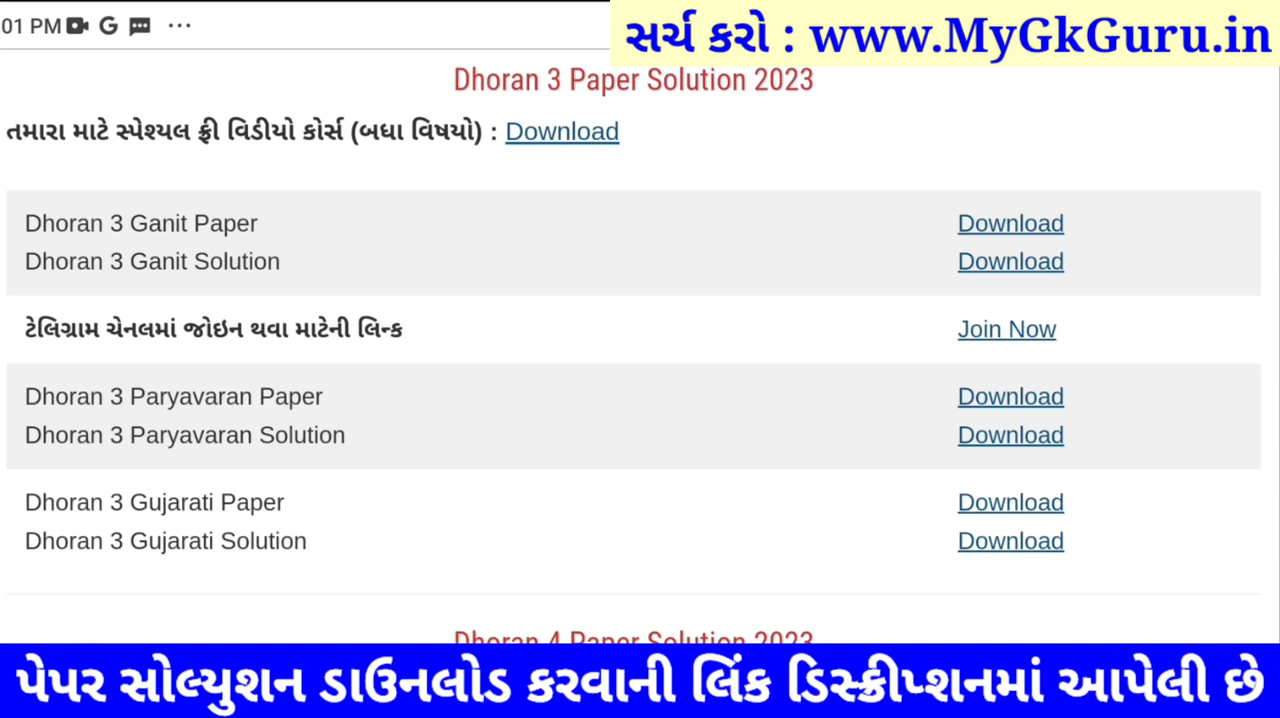 01 PM G ...
સર્ચ કરો : www.MyGkGuru.in
Dhoran 3 Paper Solution 2023
તમારા માટે સ્પેશ્યલ ફ્રી વિડીયો કોર્સ (બધા વિષયો) : Download
Dhoran 3 Ganit Paper Download
Dhoran 3 Ganit Solution Download
ટેલિગ્રામ ચેનલમાં જોઇન થવા માટેની લિન્ક Join Now
Dhoran 3 Paryavaran Paper Download
Dhoran 3 Paryavaran Solution Download
Dhoran 3 Gujarati Paper Download
Dhoran 3 Gujarati Solution Download
Dhoran 4 Paper Solution 2023
પેપર સોલ્યુશન ડાઉનલોડ કરવાની લિંક ડિસ્ક્રીપ્શનમાં આપેલી છે